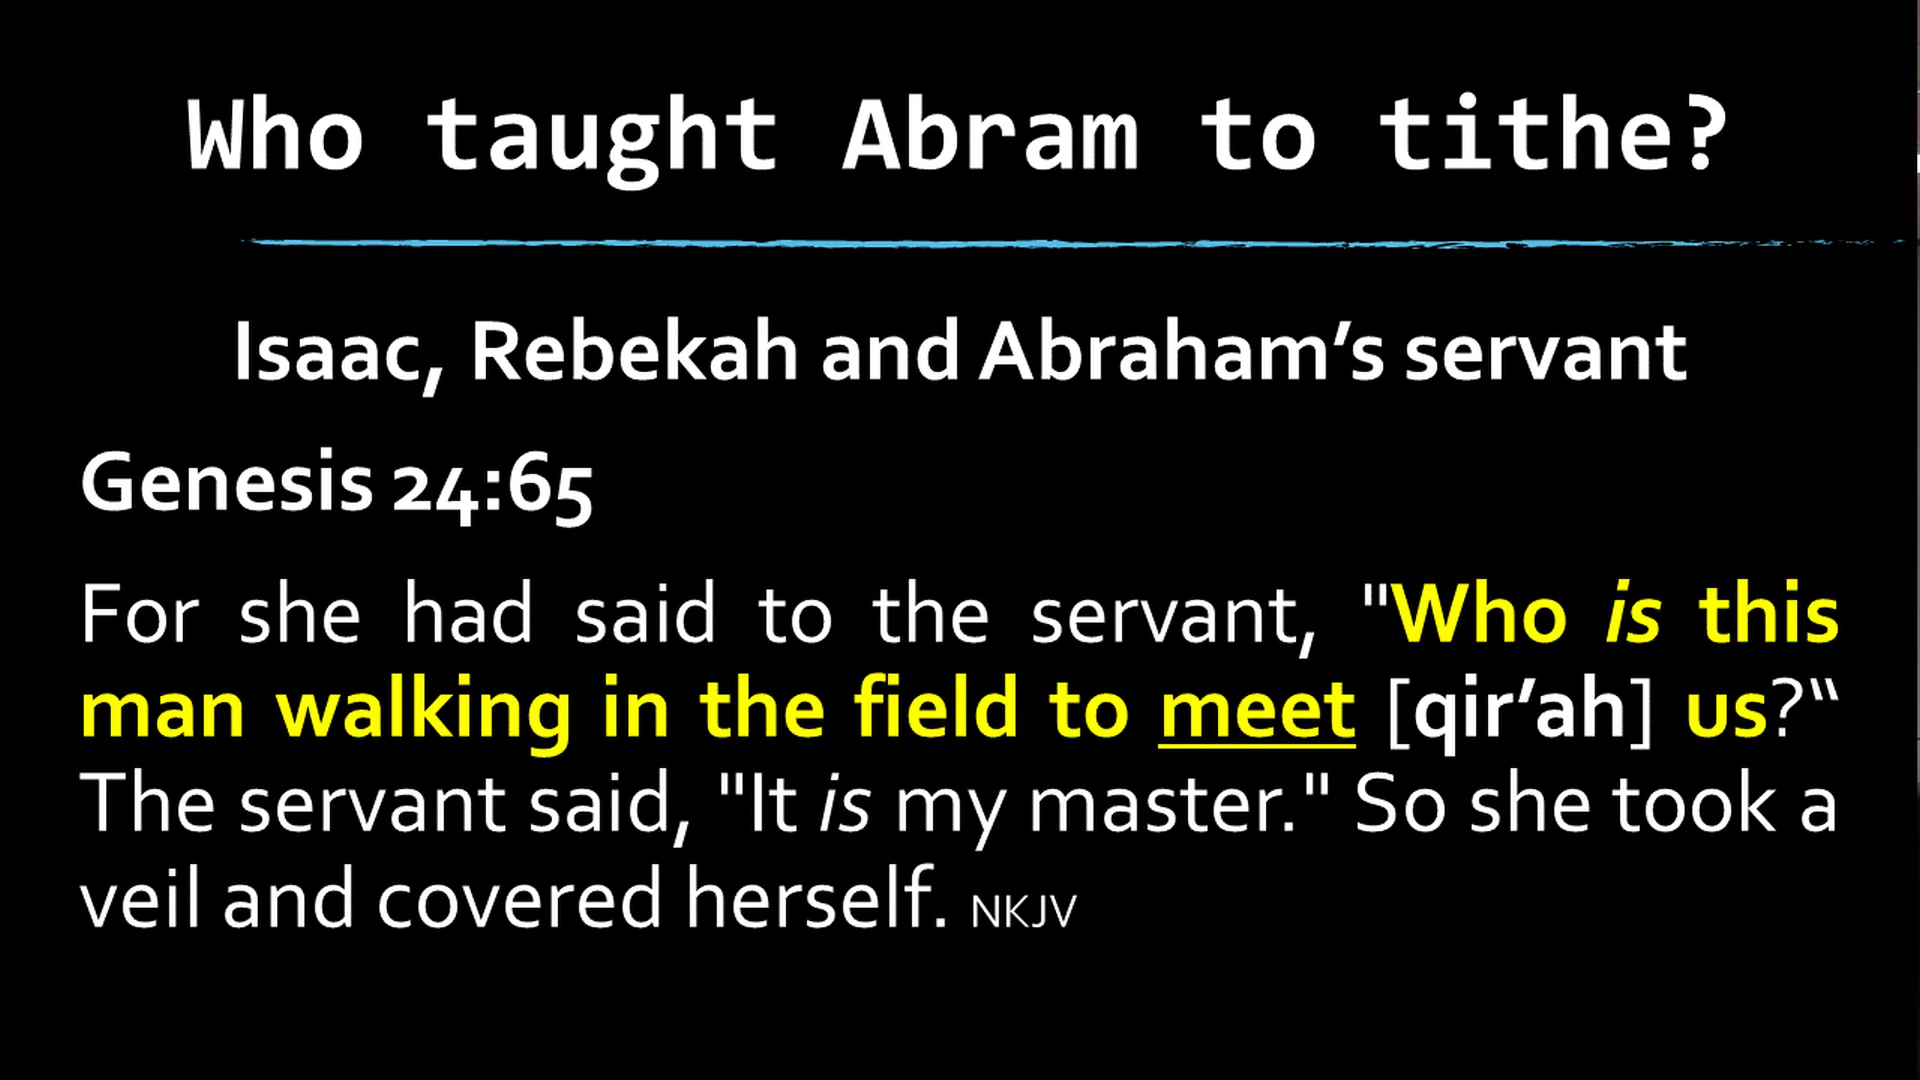 Who taught Abram to tithe?
Isaac, Rebekah and Abraham’s servant
Genesis 24:65
For she had said to the servant, "Who is this
man walking in the field to meet [qir’ah] us?“
The servant said, "It is my master." So she took a
veil and covered herself. NKJV